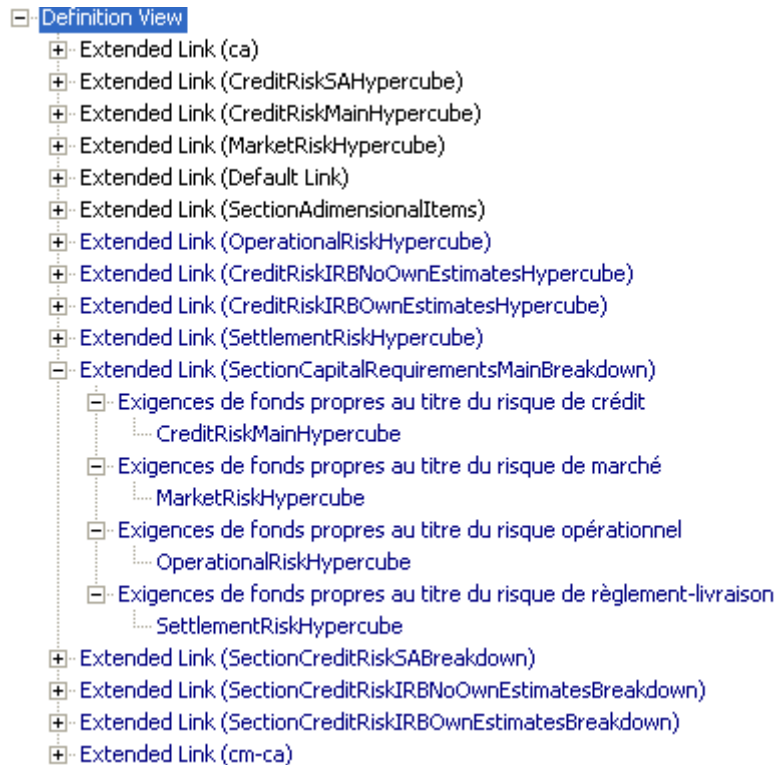 Definition View
Extended Link (ca)
Extended Link (CreditRiskSAHypercube)
Extended Link (CreditRiskMainHypercube)
Extended Link (MarketRiskHypercube)
Extended Link (Default Link)
Extended Link (SectionAdimensionalItems)
Extended Link (OperationalRiskHypercube)
Extended Link (CreditRiskIRBNoOwnEstimatesHypercube)
Extended Link (CreditRiskIRBOwnEstimatesHypercube)
Extended Link (SettlementRiskHypercube)
Extended Link (SectionCapitalRequirementsMainBreakdown)
Exigences de fonds propres au titre du risque de crédit
CreditRiskMainHypercube
Exigences de fonds propres au titre du risque de marché
MarketRiskHypercube
Exigences de fonds propres au titre du risque opérationnel
OperationalRiskHypercube
Exigences de fonds propres au titre du risque de règlement-livraison
SettlementRiskHypercube
Extended Link (SectionCreditRiskSABreakdown)
Extended Link (SectionCreditRiskIRBNoOwnEstimatesBreakdown)
Extended Link (SectionCreditRiskIRBOwnEstimatesBreakdown)
Extended Link (cm-ca)